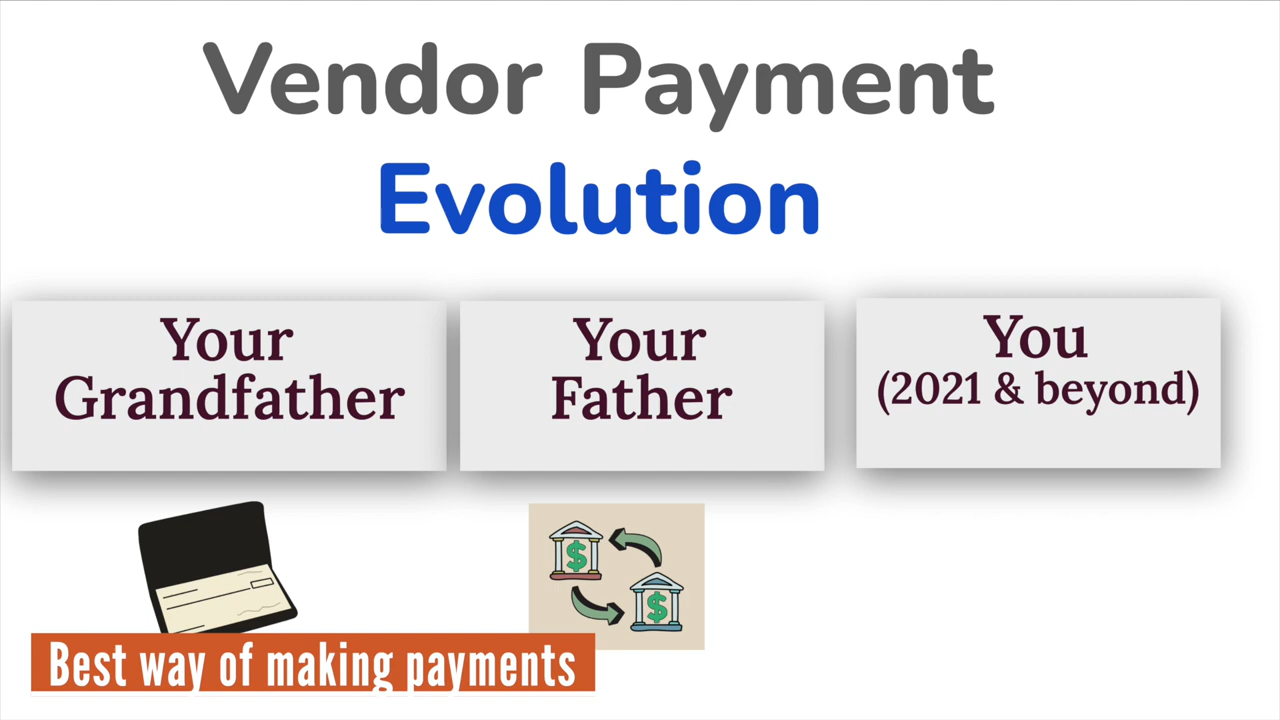 Vendor Payment
Evolution
Your
Grandfather
Your
Father
You
(2021 & beyond)
$
$
Best way of making payments